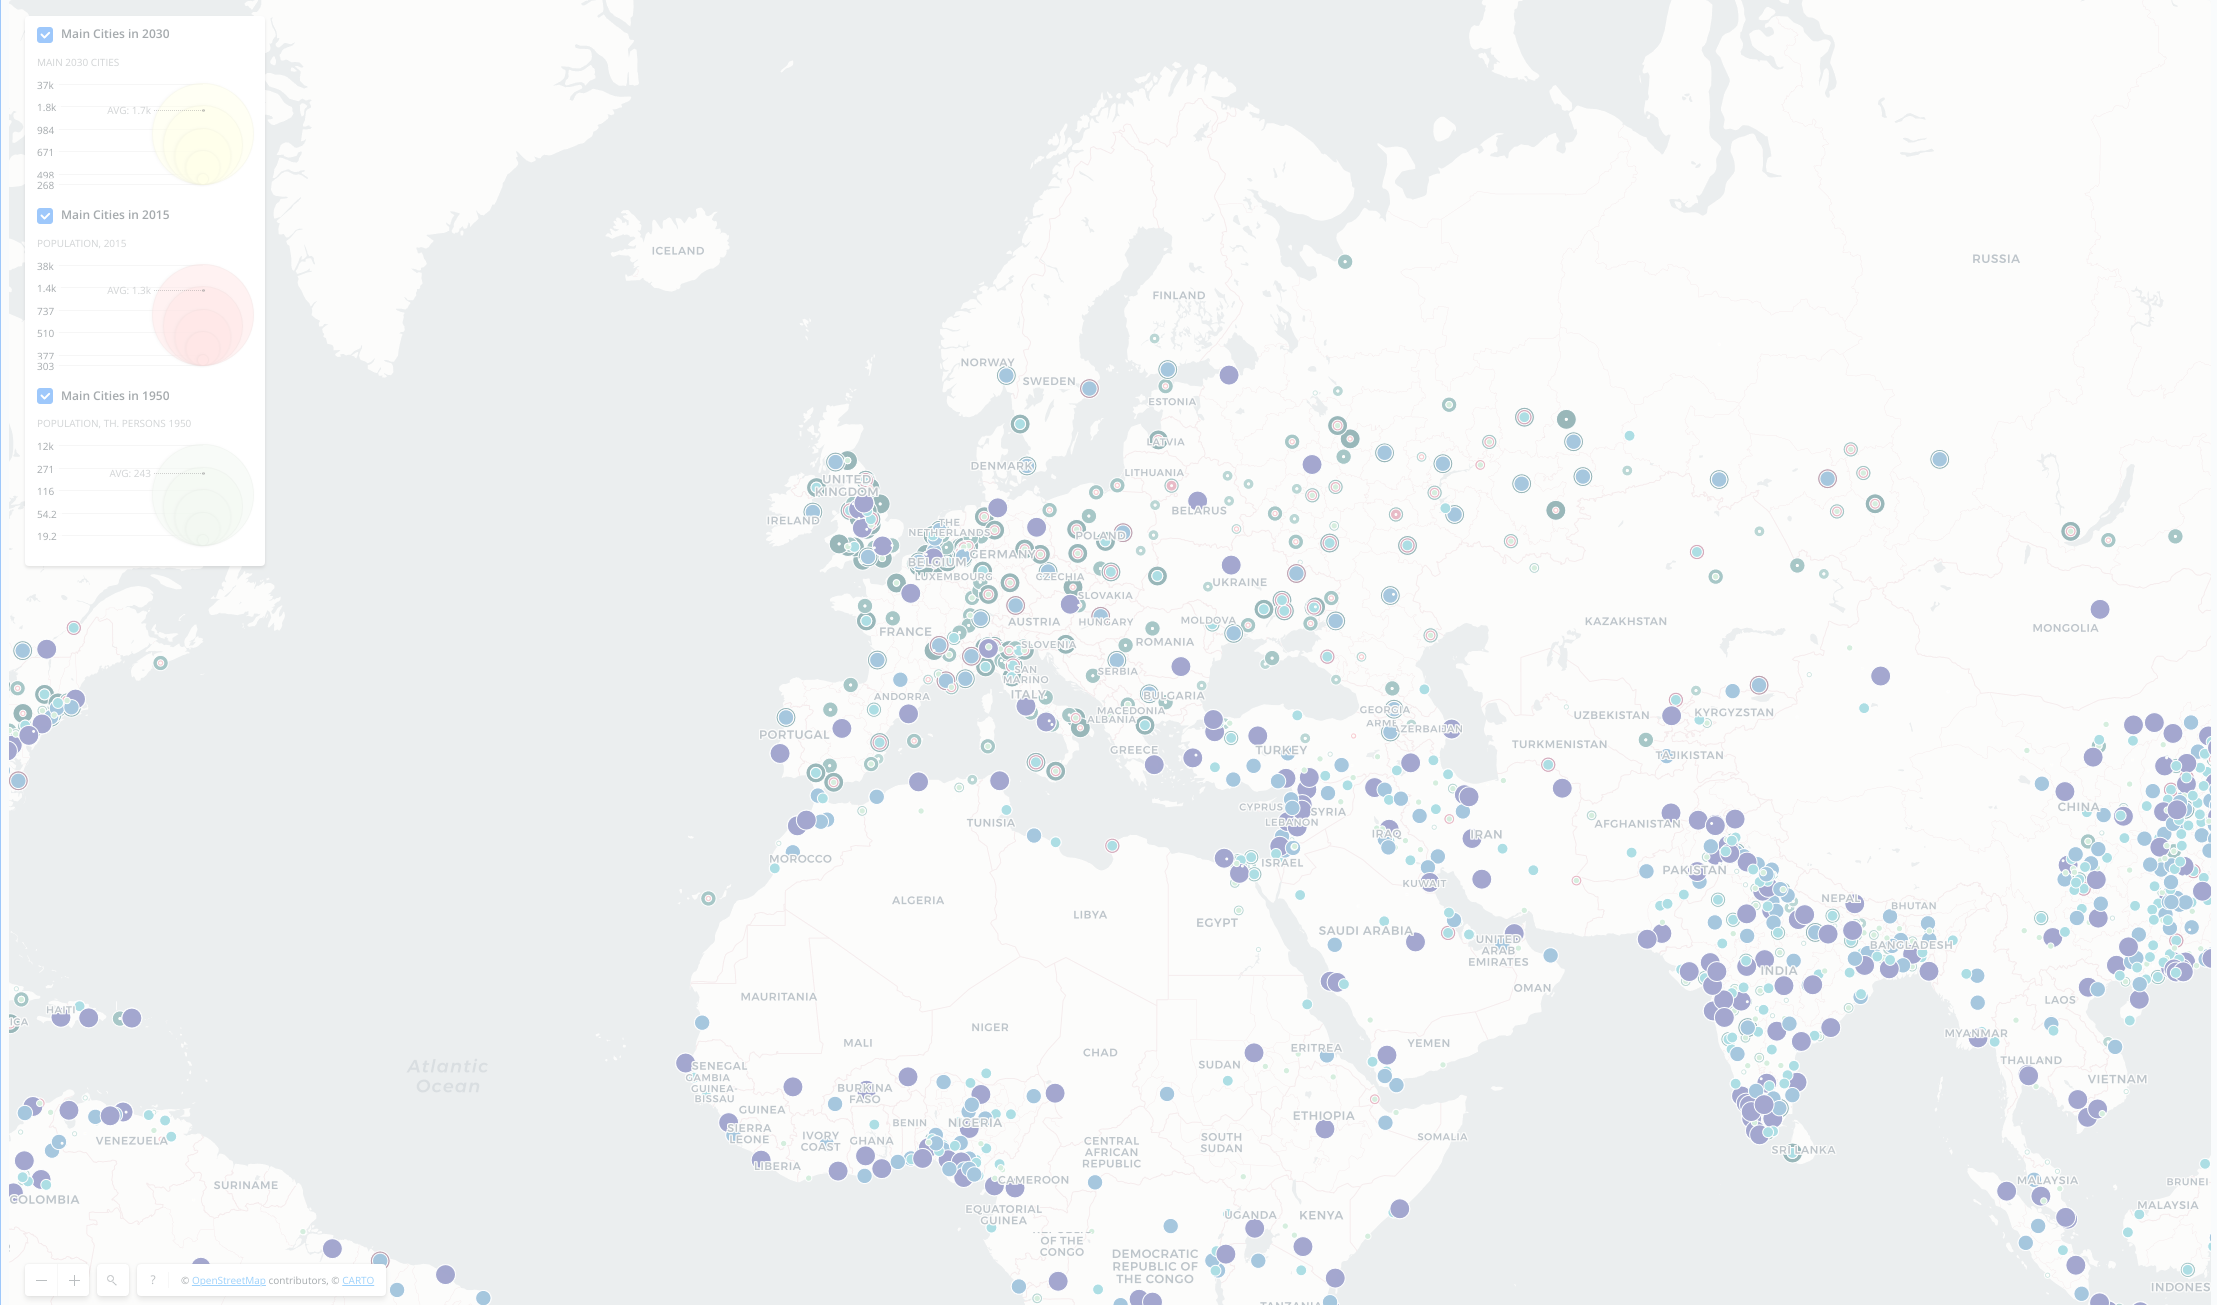 Main Cities in 2030
MAIN 2030 CITIES
37k
1.8k
AVG: 1.7k
984
671
498
268
Main Cities in 2015
POPULATION, 2015
38k
1.4k
AVG: 1.3k
737
510
377
303
Main Cities in 1950
POPULATION, TH. PERSONS 1950
12k
271
AVG: 243
116
54.2
19.2
ICELAND
RUSSIA
FINLAND
NORWAY
SWEDEN
ESTONIA
LATVIA
DENMARK
LITHUANIA
UNITED
KINGDOM
IRELAND
BELARUS
THE
NETHERLANDS
POLAND
GERMANY
BELGIUM
LUXEMBOURG
CZECHIA
UKRAINE
SLOVAKIA
FRANCE
AUSTRIA
HUNGARY
MOLDOVA
KAZAKHSTAN
MONGOLIA
SLOVENIA
ROMANIA
SAN
MARINO
SERBIA
ANDORRA
ITALY
BULGARIA
MACEDONIA
ALBANIA
GEORGIA
UZBEKISTAN
KYRGYZSTAN
PORTUGAL
GREECE
TURKEY
TURKMENISTAN
TAJIKISTAN
CYPRUS
SYRIA
LEBANON
CHINA
TUNISIA
IRAQ
IRAN
AFGHANISTAN
MOROCCO
ISRAEL
PAKISTAN
KUWAIT
ALGERIA
LIBYA
EGYPT
NEPAL
BHUTAN
SAUDI ARABIA
UNITED
ARAB
EMIRATES
BANGLADESH
INDIA
OMAN
MAURITANIA
LAOS
HAITI
NIGER
MALI
CHAD
SUDAN
ERITREA
YEMEN
MYANMAR
THAILAND
Atlantic
Ocean
SENEGAL
GAMBIA
GUINEA-
BISSAU
BURKINA
FASO
VIETNAM
GUINEA
BENIN
NIGERIA
ETHIOPIA
SIERRA
LEONE
IVORY
COAST
GHANA
SOUTH
SUDAN
SOMALIA
VENEZUELA
CENTRAL
AFRICAN
REPUBLIC
SRI LANKA
LIBERIA
CAMEROON
MALAYSIA
BRUNEI
SURINAME
COLOMBIA
EQUATORIAL
GUINEA
UGANDA
KENYA
MALAYSIA
OF THE
CONGO
DEMOCRATIC
REPUBLIC OF
THE CONGO
INDONES
TANZANIA
? © OpenStreetMap contributors, © CARTO